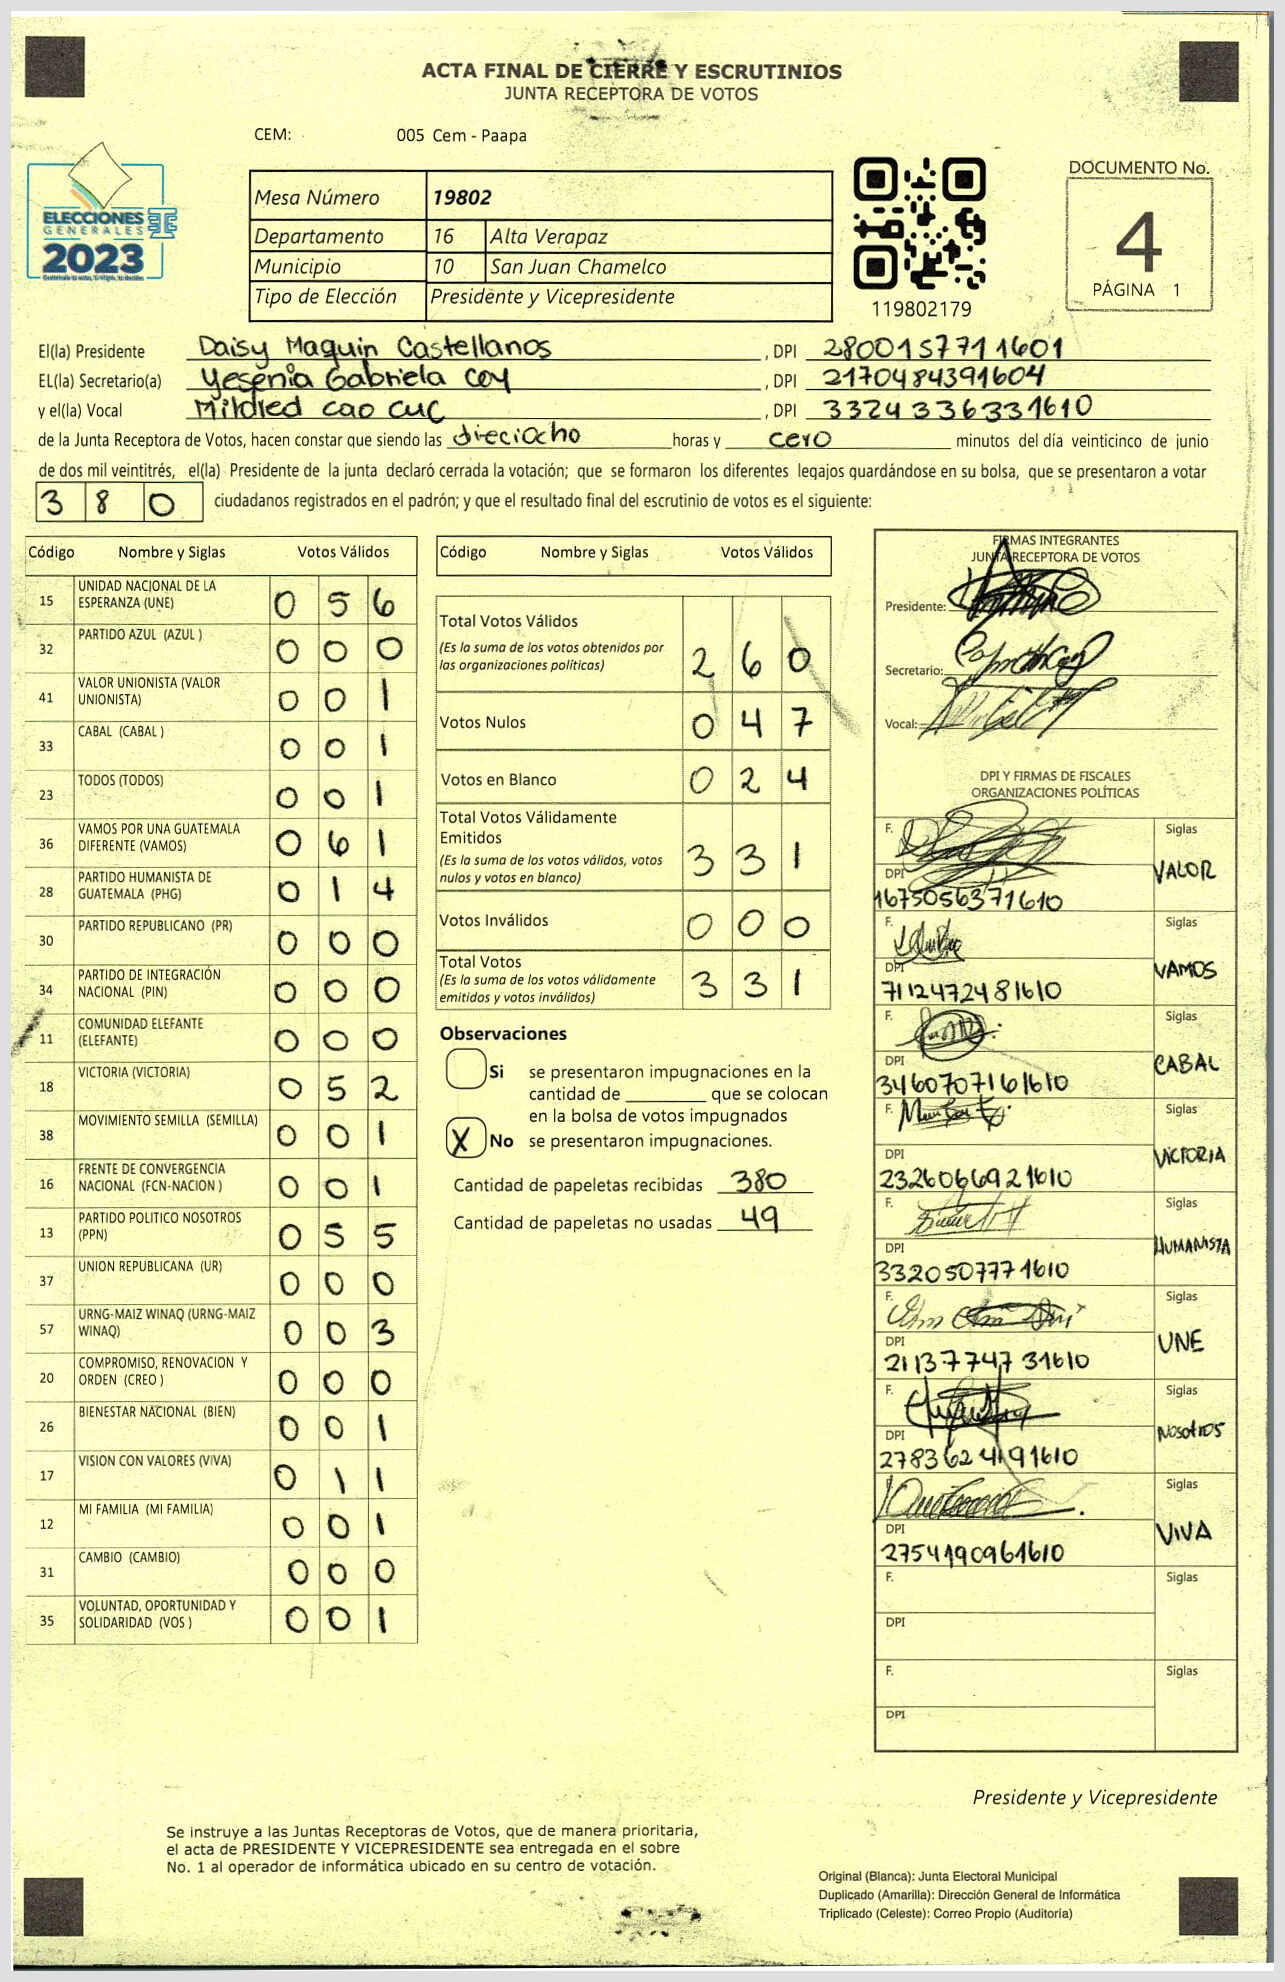 ACTA FINAL DE CIERRE Y ESCRUTINIOS
JUNTA RECEPTORA DE VOTOS
CEM: 005 Cem - Paapa
ELECCIONES
GENERALES
2023
Mesa Número 19802
Departamento 16 Alta Verapaz
Municipio 10 San Juan Chamelco
Tipo de Elección Presidente y Vicepresidente
119802179
DOCUMENTO No.
4
PÁGINA 1
El(la) Presidente Daisy Maquin Castellanos, DPI 2800157711601
EL(la) Secretario(a) Yesenia Gabriela Coy, DPI 2170484391604
y el(la) Vocal Mildred cao cuc, DPI 3324336331610
de la Junta Receptora de Votos, hacen constar que siendo las dieciocho horas y cero minutos del día veinticinco de junio
de dos mil veintitrés, el(la) Presidente de la junta declaró cerrada la votación; que se formaron los diferentes legajos guardándose en su bolsa, que se presentaron a votar
3 8 0 ciudadanos registrados en el padrón; y que el resultado final del escrutinio de votos es el siguiente:
Código Nombre y Siglas Votos Válidos
15 UNIDAD NACIONAL DE LA ESPERANZA (UNE) 0 5 6
32 PARTIDO AZUL (AZUL ) 0 0 0
41 VALOR UNIONISTA (VALOR UNIONISTA) 0 0 1
33 CABAL (CABAL ) 0 0 1
23 TODOS (TODOS) 0 0 1
36 VAMOS POR UNA GUATEMALA DIFERENTE (VAMOS) 0 6 1
28 PARTIDO HUMANISTA DE GUATEMALA (PHG) 0 1 4
30 PARTIDO REPUBLICANO (PR) 0 0 0
34 PARTIDO DE INTEGRACIÓN NACIONAL (PIN) 0 0 0
11 COMUNIDAD ELEFANTE (ELEFANTE) 0 0 0
18 VICTORIA (VICTORIA) 0 5 2
38 MOVIMIENTO SEMILLA (SEMILLA) 0 0 1
16 FRENTE DE CONVERGENCIA NACIONAL (FCN-NACION ) 0 0 1
13 PARTIDO POLITICO NOSOTROS (PPN) 0 5 5
37 UNION REPUBLICANA (UR) 0 0 0
57 URNG-MAIZ WINAQ (URNG-MAIZ WINAQ) 0 0 3
20 COMPROMISO, RENOVACION Y ORDEN (CREO ) 0 0 0
26 BIENESTAR NACIONAL (BIEN) 0 0 1
17 VISION CON VALORES (VIVA) 0 1 1
12 MI FAMILIA (MI FAMILIA) 0 0 1
31 CAMBIO (CAMBIO) 0 0 0
35 VOLUNTAD, OPORTUNIDAD Y SOLIDARIDAD (VOS ) 0 0 1
Código Nombre y Siglas Votos Válidos
Total Votos Válidos
(Es la suma de los votos obtenidos por
las organizaciones políticas) 2 6 0
Votos Nulos 0 4 7
Votos en Blanco 0 2 4
Total Votos Válidamente
Emitidos
(Es la suma de los votos válidos, votos
nulos y votos en blanco) 3 3 1
Votos Inválidos 0 0 0
Total Votos
(Es la suma de los votos válidamente
emitidos y votos inválidos) 3 3 1
Observaciones
Si se presentaron impugnaciones en la
cantidad de ________ que se colocan
en la bolsa de votos impugnados
X No se presentaron impugnaciones.
Cantidad de papeletas recibidas 380
Cantidad de papeletas no usadas 49
FIRMAS INTEGRANTES
JUNTA RECEPTORA DE VOTOS
Presidente:
Secretario:
Vocal:
DPI Y FIRMAS DE FISCALES
ORGANIZACIONES POLÍTICAS
F. Siglas
DPI VALOR
1675056371610
F. Siglas
DPI VAMOS
7112472481610
F. Siglas
DPI CABAL
3460707161610
F. Siglas
DPI VICTORIA
2326066921610
F. Siglas
DPI HUMANISTA
3320507771610
F. Siglas
DPI UNE
2113774731610
F. Siglas
DPI NOSOTROS
2783624191610
F. Siglas
DPI VIVA
2754190961610
F. Siglas
DPI
F. Siglas
DPI
Presidente y Vicepresidente
Se instruye a las Juntas Receptoras de Votos, que de manera prioritaria,
el acta de PRESIDENTE Y VICEPRESIDENTE sea entregada en el sobre
No. 1 al operador de informática ubicado en su centro de votación.
Original (Blanca): Junta Electoral Municipal
Duplicado (Amarilla): Dirección General de Informática
Triplicado (Celeste): Correo Propio (Auditoría)